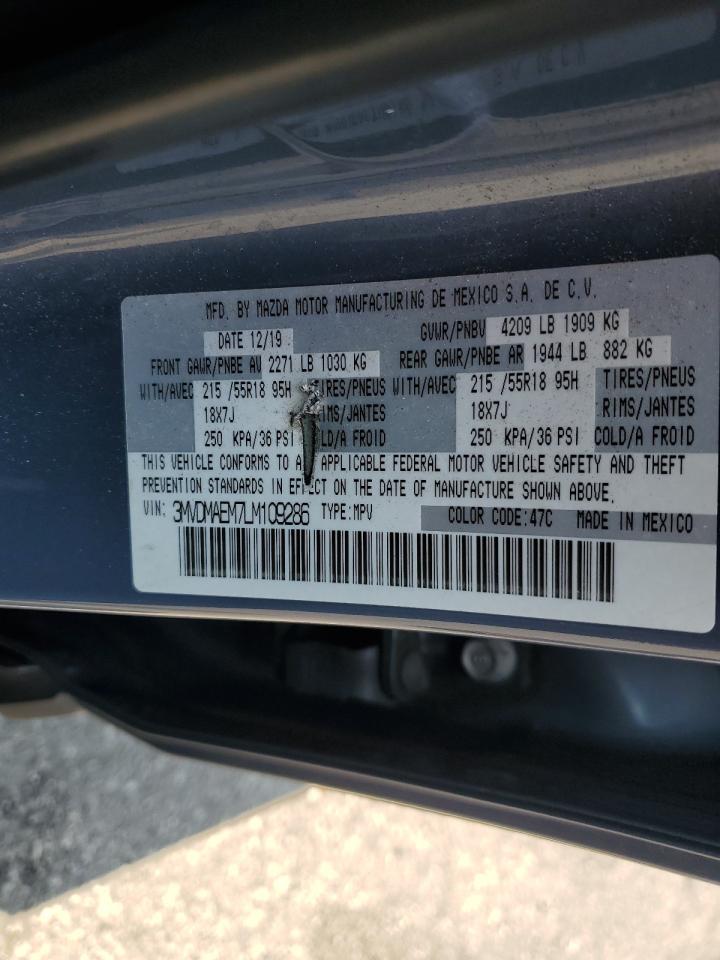 MFD. BY MAZDA MOTOR MANUFACTURING DE MEXICO S.A. DE C.V.
DATE 12/19 GVWR/PNBV 4209 LB 1909 KG
FRONT GAWR/PNBE AV 2271 LB 1030 KG REAR GAWR/PNBE AR 1944 LB 882 KG
WITH/AVEC 215 /55R18 95H TIRES/PNEUS WITH/AVEC 215 /55R18 95H TIRES/PNEUS
18X7J RIMS/JANTES 18X7J RIMS/JANTES
250 KPA/36 PSI COLD/A FROID 250 KPA/36 PSI COLD/A FROID
THIS VEHICLE CONFORMS TO APPLICABLE FEDERAL MOTOR VEHICLE SAFETY AND THEFT
PREVENTION STANDARDS IN EFFECT ON THE DATE OF MANUFACTURE SHOWN ABOVE.
VIN: 3MVDMAEM7LM109286 TYPE:MPV COLOR CODE:47C MADE IN MEXICO